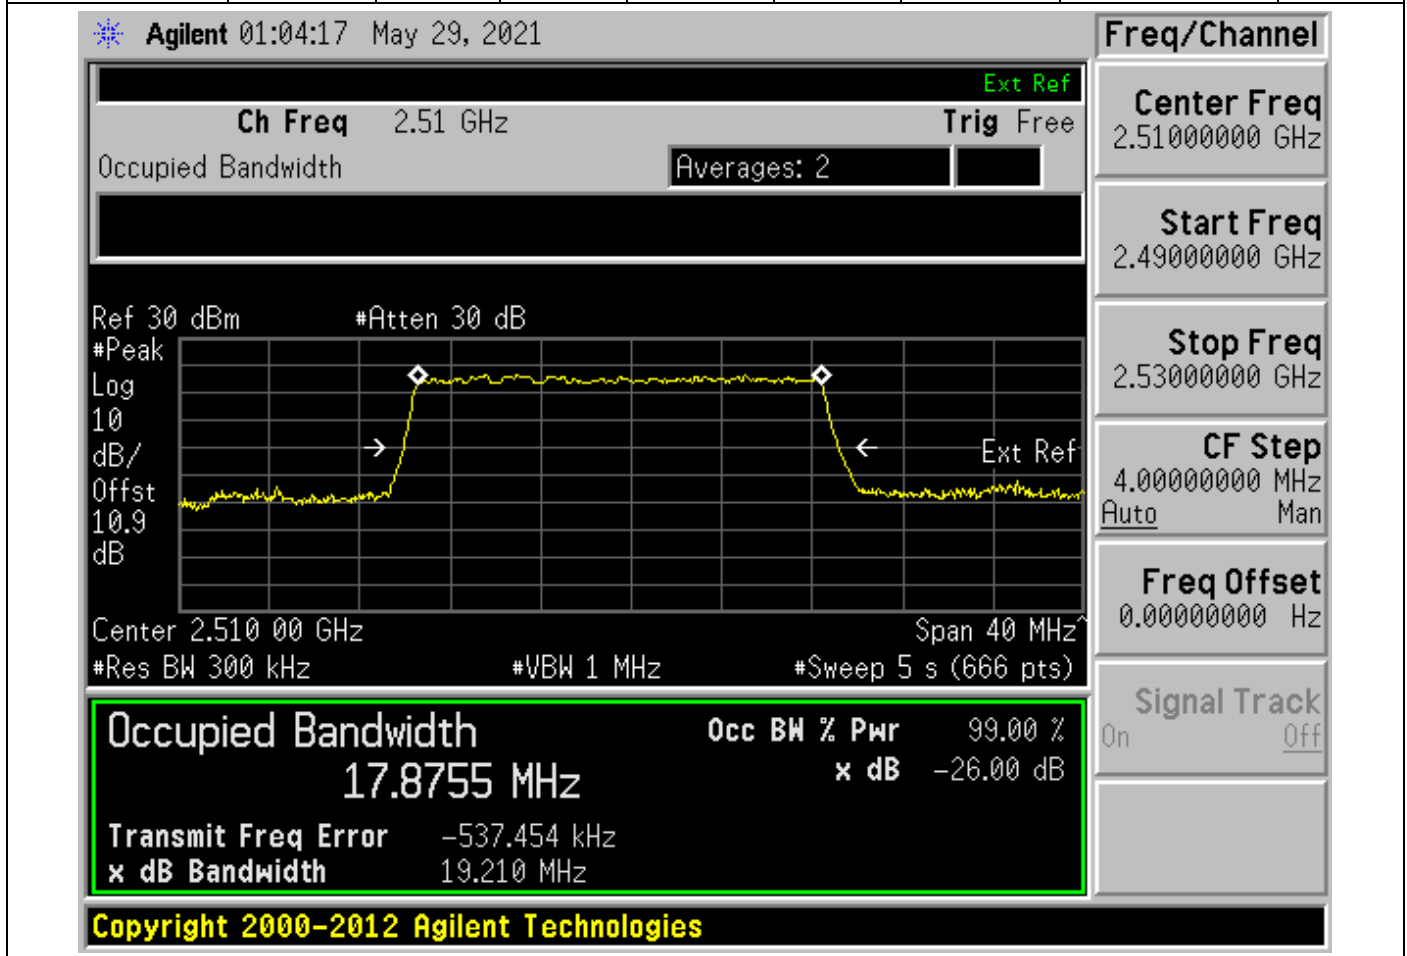 Agilent 01:04:17 May 29, 2021
Freq/Channel
Ext Ref
Ch Freq 2.51 GHz Trig Free
Occupied Bandwidth Averages: 2
Center Freq
2.51000000 GHz
Start Freq
2.49000000 GHz
Stop Freq
2.53000000 GHz
CF Step
4.00000000 MHz
Auto Man
Freq Offset
0.00000000 Hz
Signal Track
On Off
Ref 30 dBm #Atten 30 dB
#Peak
Log
10
dB/
Offst
10.9
dB
Ext Ref
Center 2.510 00 GHz Span 40 MHz^
#Res BW 300 kHz #VBW 1 MHz #Sweep 5 s (666 pts)
Occupied Bandwidth Occ BW % Pwr 99.00 %
17.8755 MHz x dB -26.00 dB
Transmit Freq Error -537.454 kHz
x dB Bandwidth 19.210 MHz
Copyright 2000-2012 Agilent Technologies